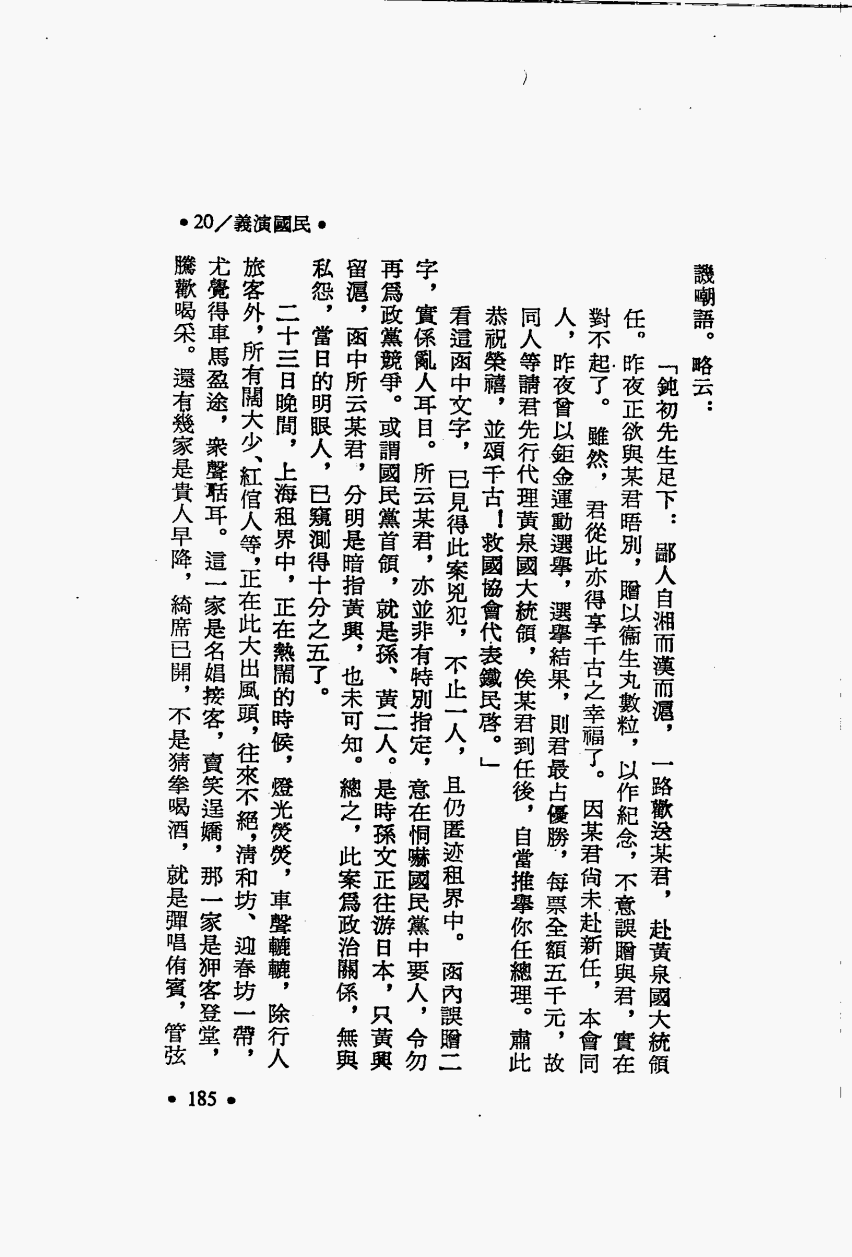 •20／義演國民•
譏嘲語。略云：
「鈍初先生足下：鄙人自湘而漢而滬，一路歡送某君，赴黃泉國大統領
任。昨夜正欲與某君晤別，贈以衞生丸數粒，以作紀念，不意誤贈與君，實在
對不起了。雖然，君從此亦得享千古之幸福了。因某君尙未赴新任，本會同
人，昨夜曾以鉅金運動選舉，選舉結果，則君最占優勝，每票全額五千元，故
同人等請君先行代理黃泉國大統領，俟某君到任後，自當推舉你任總理。肅此
恭祝榮禧，並頌千古！救國協會代表鐵民啓。」
看這函中文字，已見得此案兇犯，不止一人，且仍匿迹租界中。函內誤贈二
字，實係亂人耳目。所云某君，亦並非有特別指定，意在恫嚇國民黨中要人，令勿
再爲政黨競爭。或謂國民黨首領，就是孫、黃二人。是時孫文正往游日本，只黃興
留滬，函中所云某君，分明是暗指黃興，也未可知。總之，此案爲政治關係，無與
私怨，當日的明眼人，已窺測得十分之五了。
二十三日晚間，上海租界中，正在熱鬧的時候，燈光熒熒，車聲轆轆，除行人
旅客外，所有闊大少、紅倌人等，正在此大出風頭，往來不絕，清和坊、迎春坊一帶，
尤覺得車馬盈途，衆聲聒耳。這一家是名娼接客，賣笑逞嬌，那一家是狎客登堂，
騰歡喝采。還有幾家是貴人早降，綺席已開，不是猜拳喝酒，就是彈唱侑賓，管弦
•185•